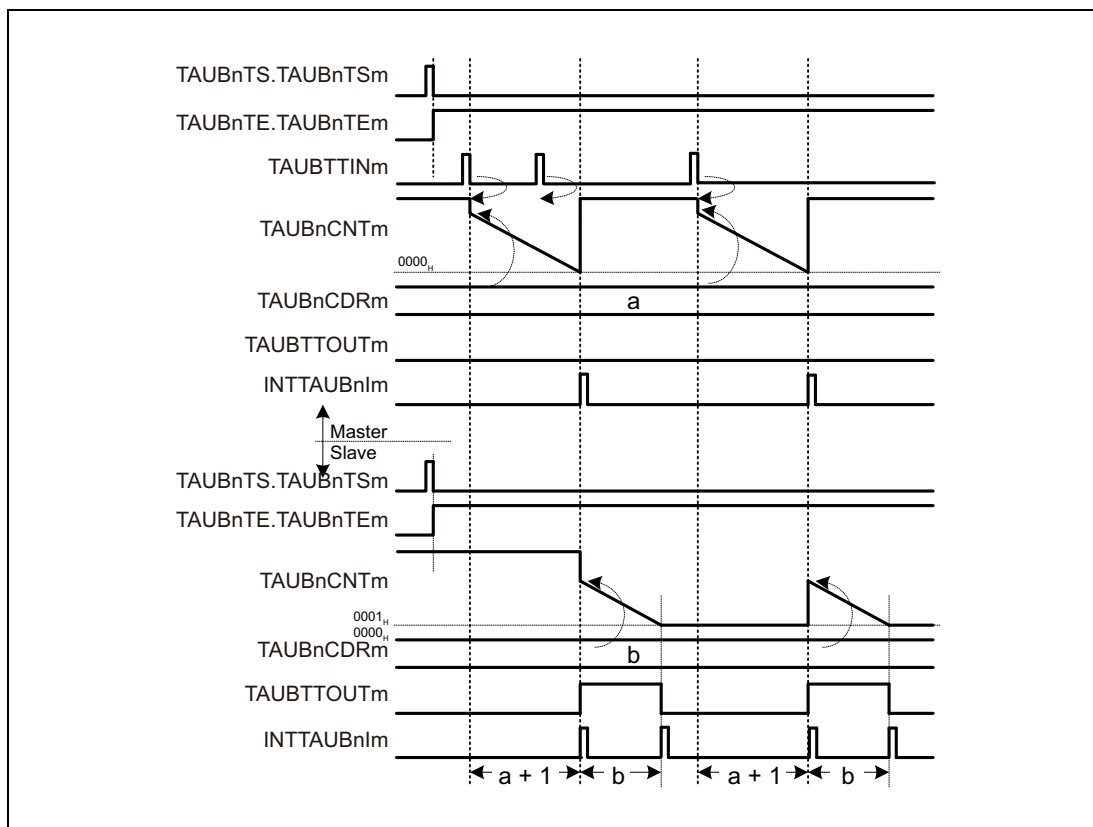 TAUBnTS.TAUBnTSm
TAUBnTE.TAUBnTEm
TAUBTTINm
TAUBnCNTm
0000H
TAUBnCDRm
a
TAUBTTOUTm
INTTAUBnIm
Master
Slave
TAUBnTS.TAUBnTSm
TAUBnTE.TAUBnTEm
TAUBnCNTm
0001H
0000H
TAUBnCDRm
b
TAUBTTOUTm
INTTAUBnIm
a + 1 b a + 1 b